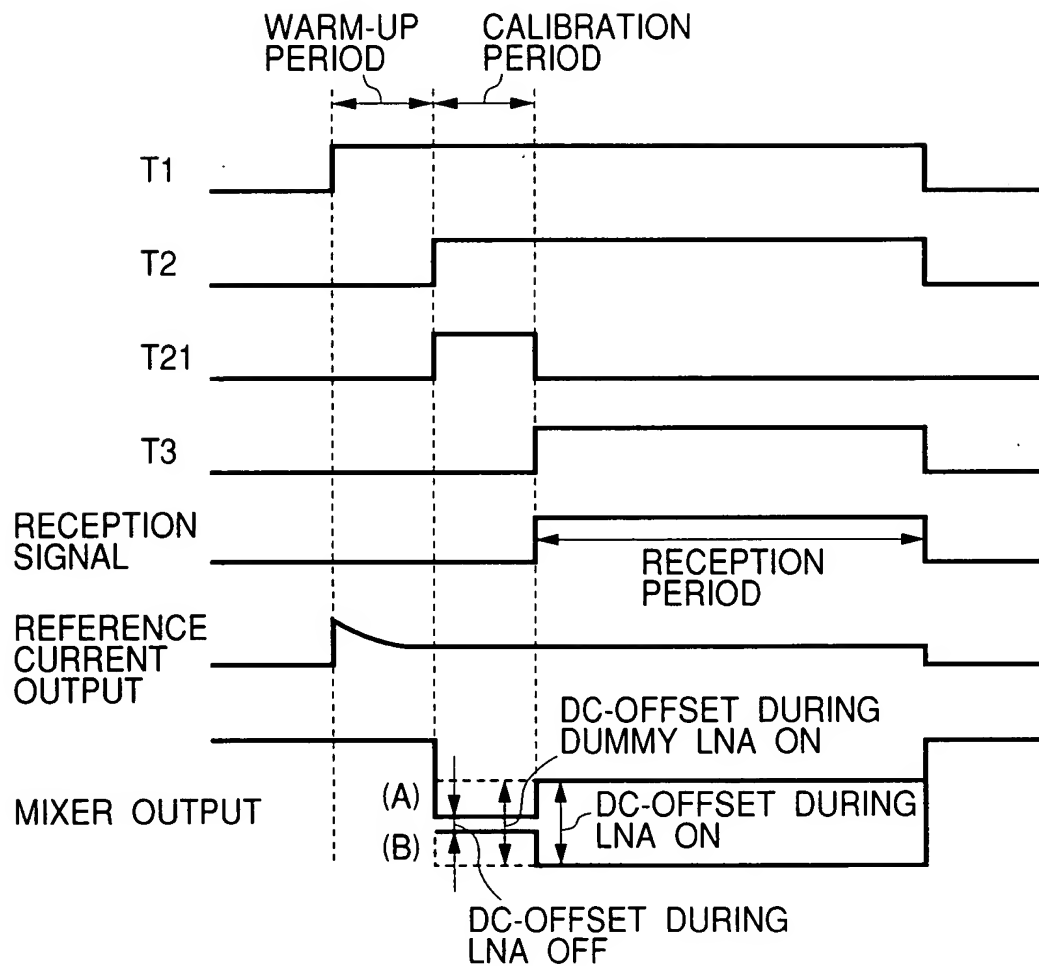 WARM-UP
PERIOD
CALIBRATION
PERIOD
T1
T2
T21
T3
RECEPTION
SIGNAL
RECEPTION
PERIOD
REFERENCE
CURRENT
OUTPUT
DC-OFFSET DURING
DUMMY LNA ON
MIXER OUTPUT
(A)
(B)
DC-OFFSET DURING
LNA ON
DC-OFFSET DURING
LNA OFF